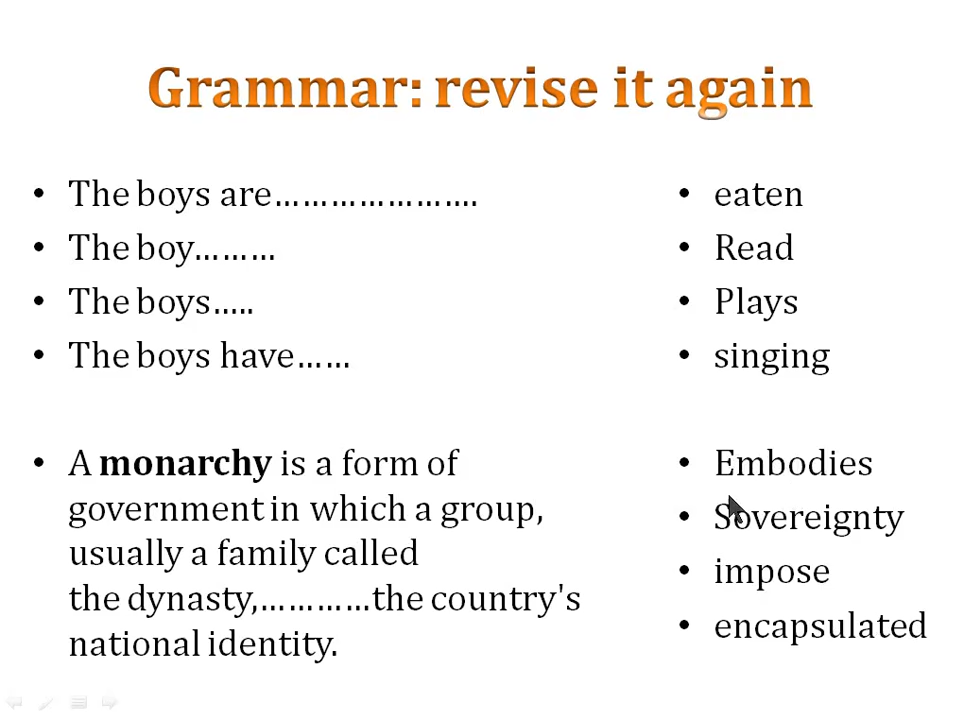 Grammar: revise it again
• The boys are………………….
• The boy………
• The boys…..
• The boys have……
• A monarchy is a form of
government in which a group,
usually a family called
the dynasty,…………the country's
national identity.
• eaten
• Read
• Plays
• singing
• Embodies
• Sovereignty
• impose
• encapsulated